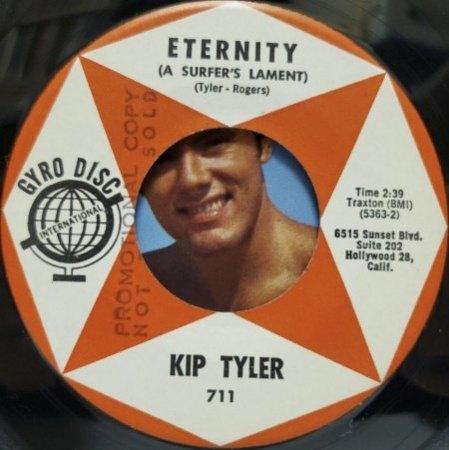 ETERNITY
(A SURFER'S LAMENT)
(Tyler - Rogers)
GYRO DISC
INTERNATIONAL
PROMOTIONAL COPY
NOT SOLD
Time 2:39
Traxton (BMI)
(5363-2)
6515 Sunset Blvd.
Suite 202
Hollywood 28,
Calif.
KIP TYLER
711